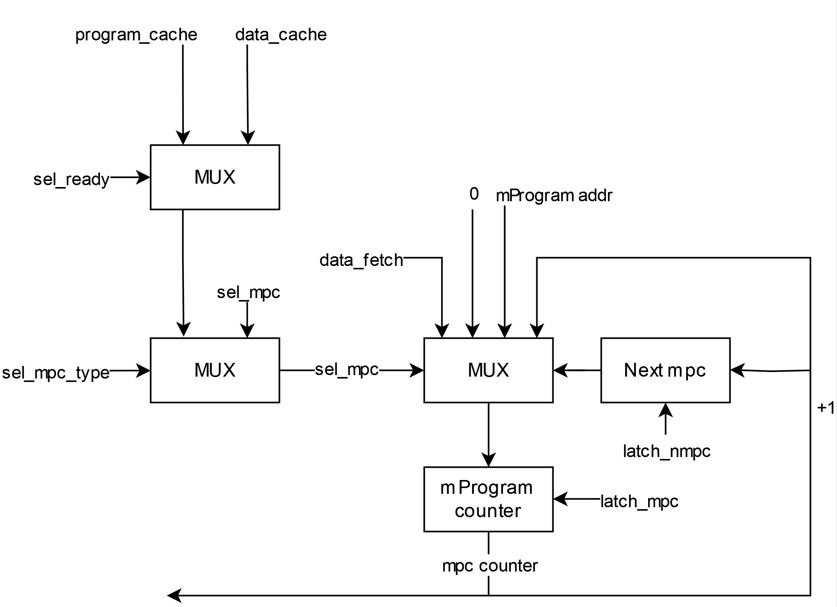 program_cache
data_cache
sel_ready
MUX
0
mProgram addr
data_fetch
sel_mpc
sel_mpc_type
MUX
sel_mpc
MUX
Next mpc
+1
latch_nmpc
mProgram
counter
latch_mpc
mpc counter